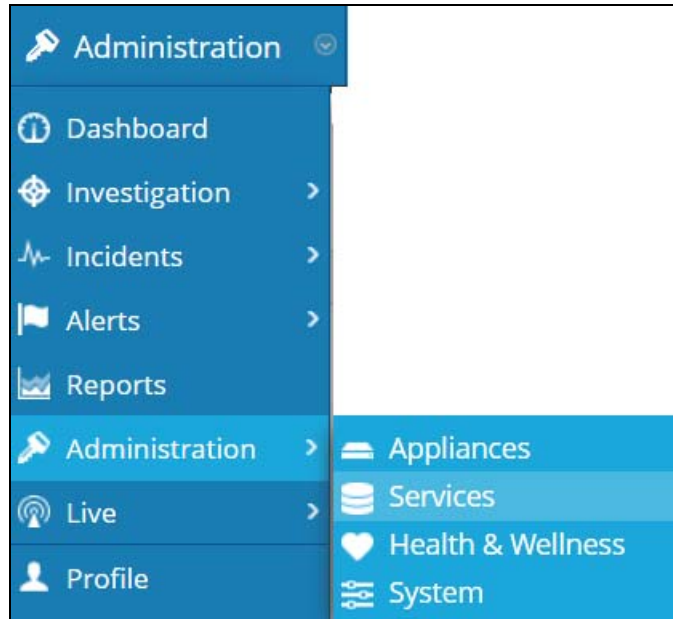 Administration
Dashboard
Investigation
Incidents
Alerts
Reports
Administration
Appliances
Services
Health & Wellness
System
Live
Profile